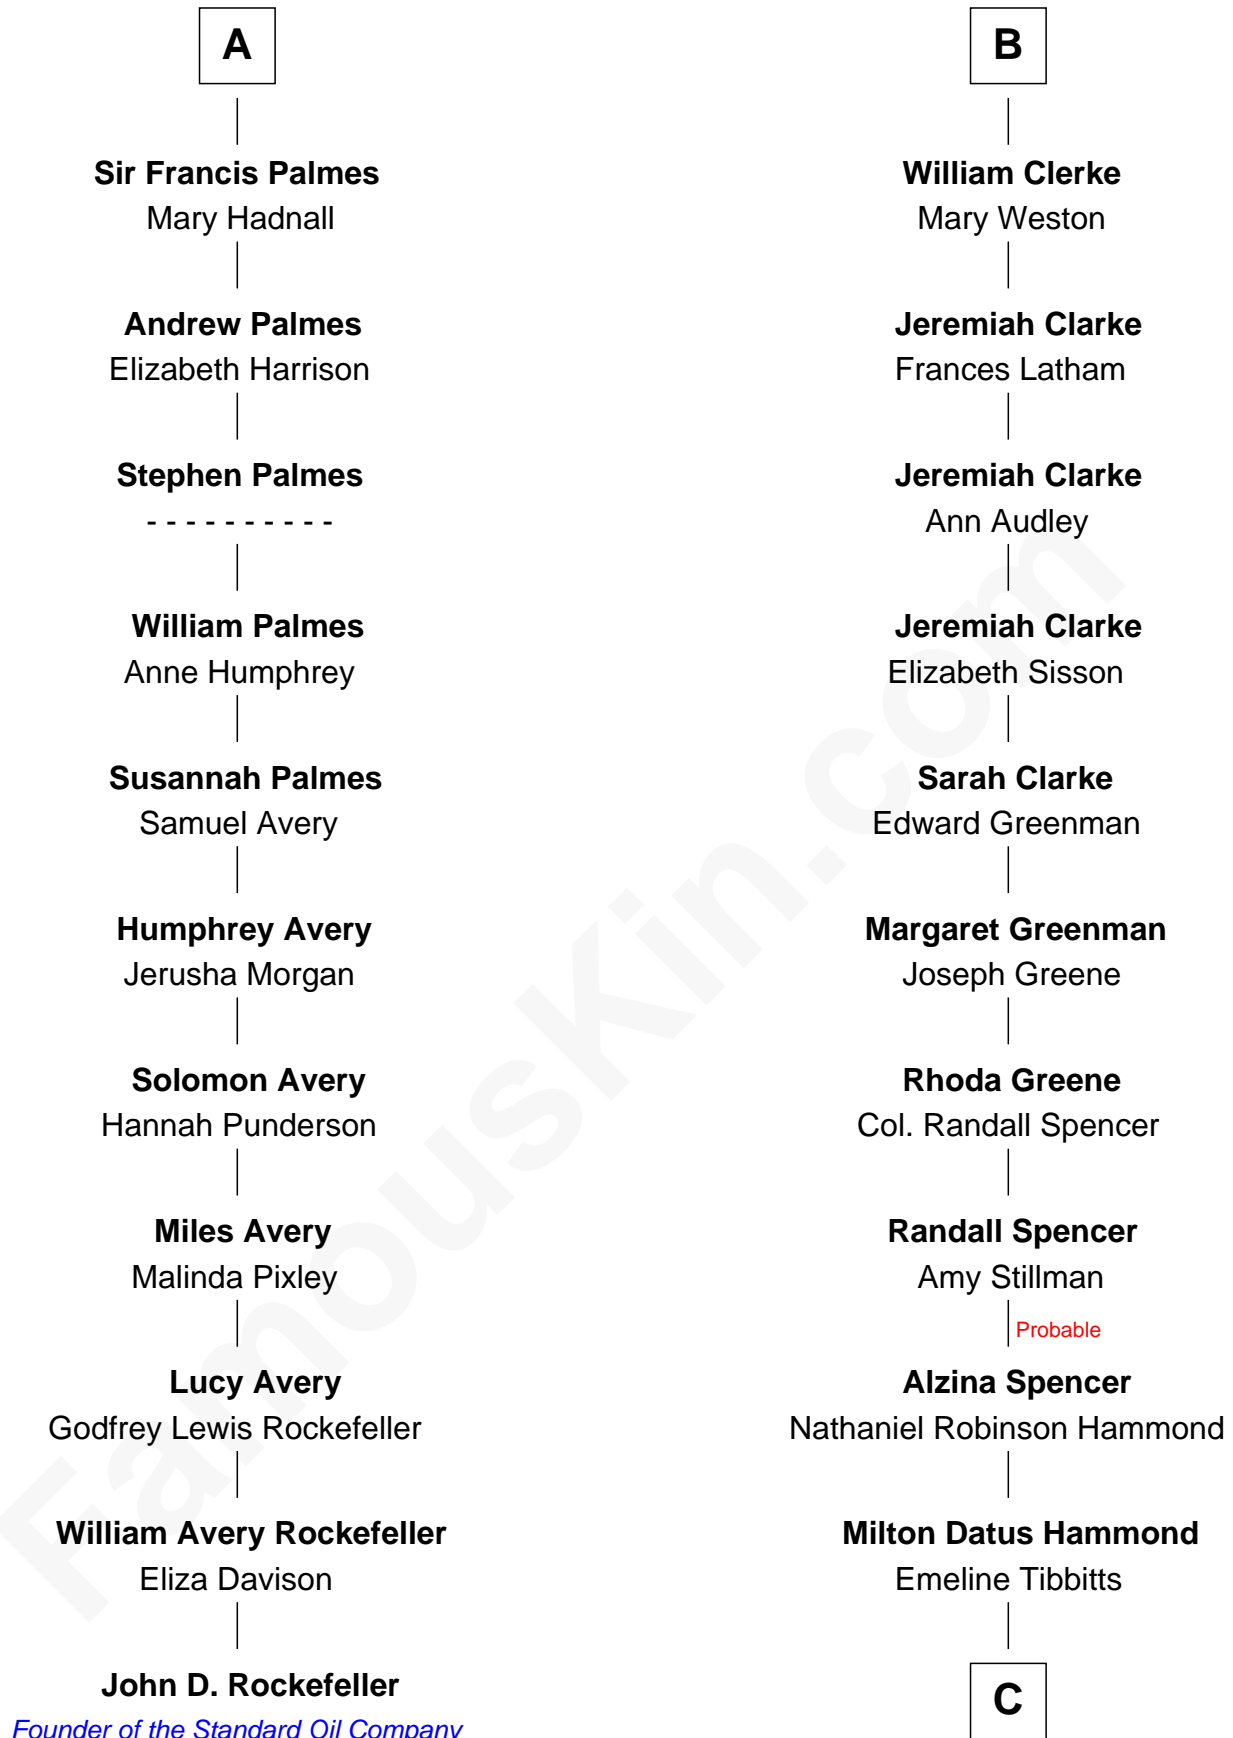 A
Sir Francis Palmes
Mary Hadnall
Andrew Palmes
Elizabeth Harrison
Stephen Palmes
- - - - - - - - - -
William Palmes
Anne Humphrey
Susannah Palmes
Samuel Avery
Humphrey Avery
Jerusha Morgan
Solomon Avery
Hannah Punderson
Miles Avery
Malinda Pixley
Lucy Avery
Godfrey Lewis Rockefeller
William Avery Rockefeller
Eliza Davison
John D. Rockefeller
Founder of the Standard Oil Company
B
William Clerke
Mary Weston
Jeremiah Clarke
Frances Latham
Jeremiah Clarke
Ann Audley
Jeremiah Clarke
Elizabeth Sisson
Sarah Clarke
Edward Greenman
Margaret Greenman
Joseph Greene
Rhoda Greene
Col. Randall Spencer
Randall Spencer
Amy Stillman
Probable
Alzina Spencer
Nathaniel Robinson Hammond
Milton Datus Hammond
Emeline Tibbitts
C
FamousKin.com